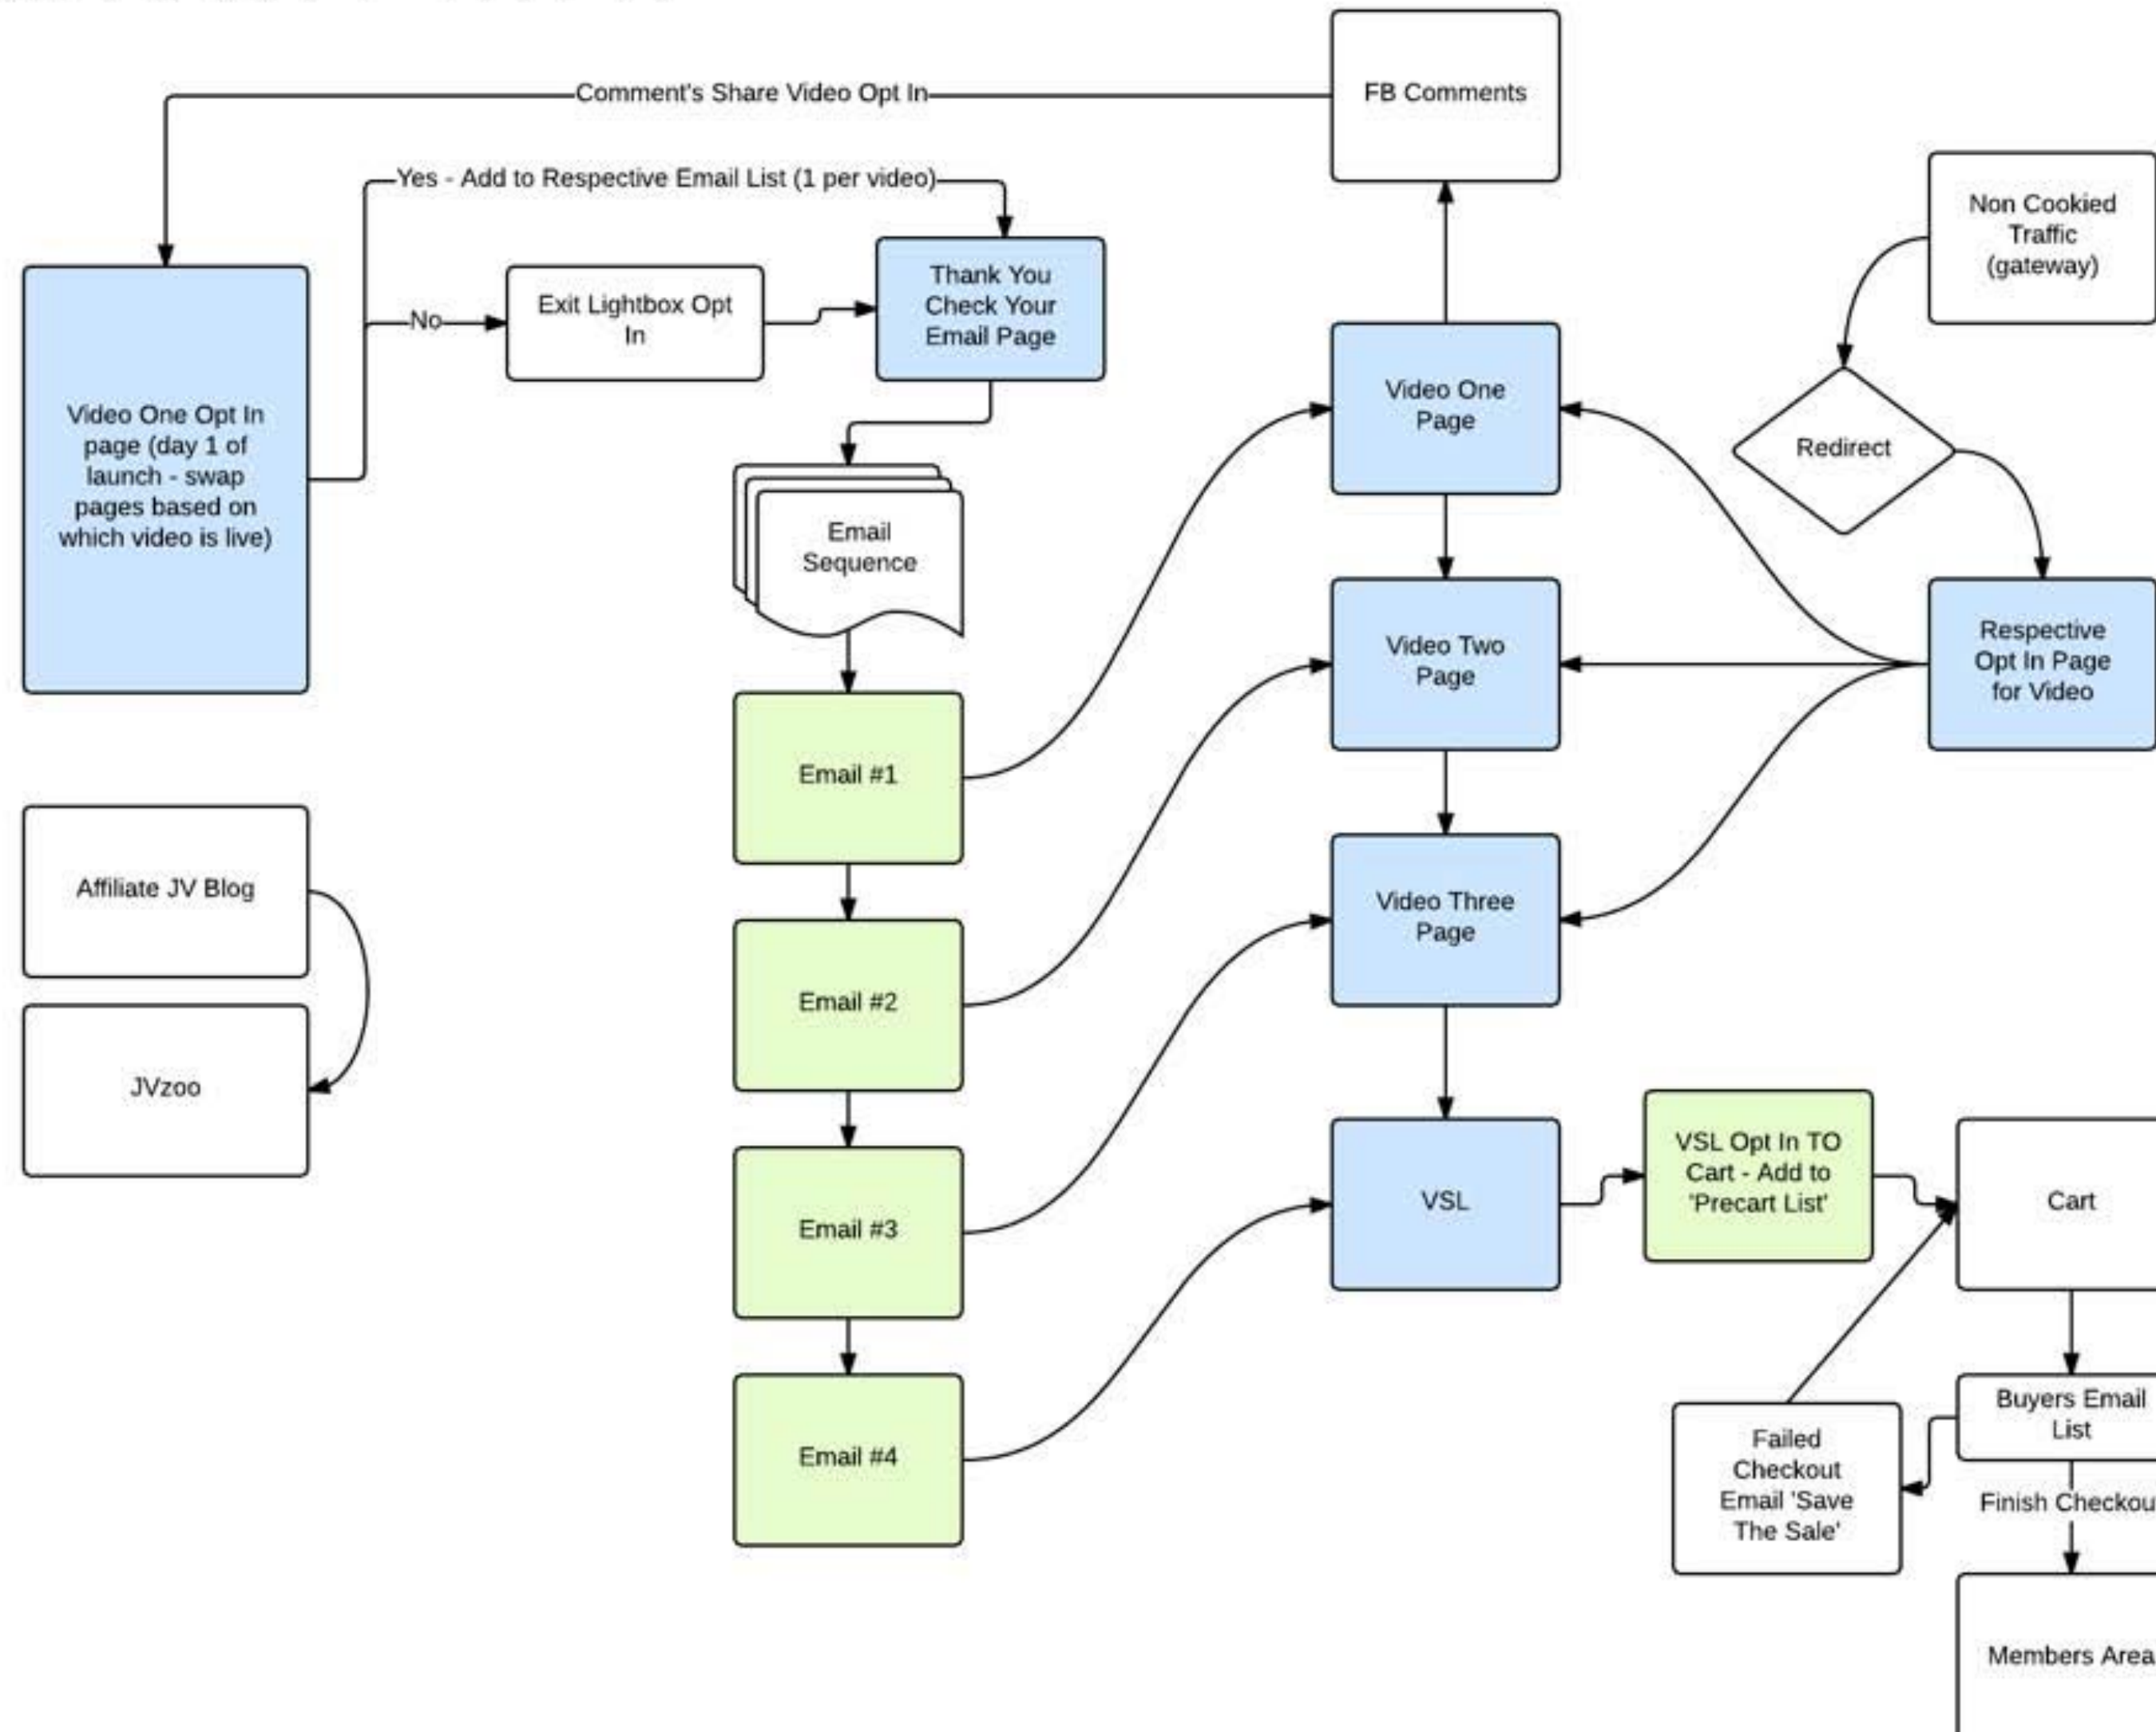 Comment's Share Video Opt In
FB Comments
Yes - Add to Respective Email List (1 per video)
Non Cookied
Traffic
(gateway)
No
Exit Lightbox Opt
In
Thank You
Check Your
Email Page
Video One Opt In
page (day 1 of
launch - swap
pages based on
which video is live)
Video One
Page
Redirect
Email
Sequence
Video Two
Page
Respective
Opt In Page
for Video
Email #1
Affiliate JV Blog
Video Three
Page
Email #2
JVzoo
VSL Opt In TO
Cart - Add to
'Precart List'
Email #3
VSL
Cart
Buyers Email
List
Email #4
Failed
Checkout
Email 'Save
The Sale'
Finish Checkou
Members Area